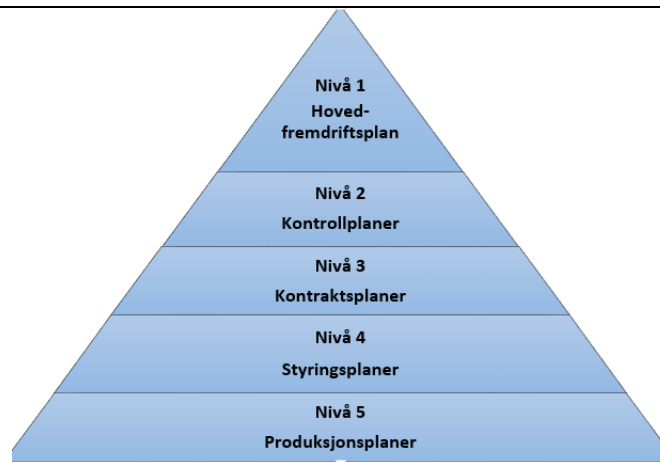 Nivå 1
Hoved-
fremdriftsplan
Nivå 2
Kontrollplaner
Nivå 3
Kontraktsplaner
Nivå 4
Styringsplaner
Nivå 5
Produksjonsplaner